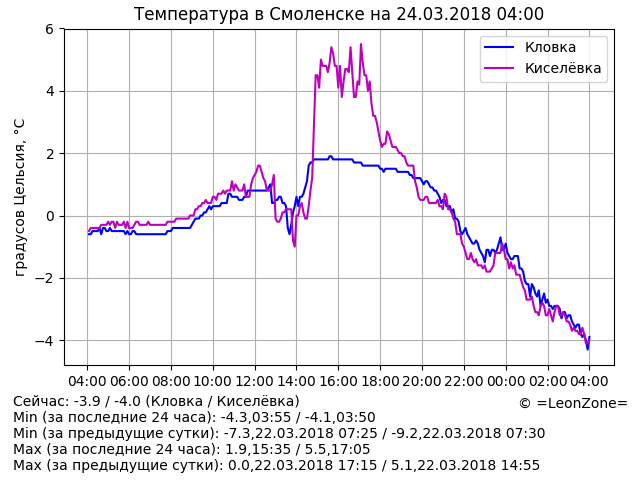 Температура в Смоленске на 24.03.2018 04:00
градусов Цельсия, °C
6
4
2
0
−2
−4
Кловка
Киселёвка
04:00 06:00 08:00 10:00 12:00 14:00 16:00 18:00 20:00 22:00 00:00 02:00 04:00
Сейчас: -3.9 / -4.0 (Кловка / Киселёвка)
© =LeonZone=
Min (за последние 24 часа): -4.3,03:55 / -4.1,03:50
Min (за предыдущие сутки): -7.3,22.03.2018 07:25 / -9.2,22.03.2018 07:30
Max (за последние 24 часа): 1.9,15:35 / 5.5,17:05
Max (за предыдущие сутки): 0.0,22.03.2018 17:15 / 5.1,22.03.2018 14:55